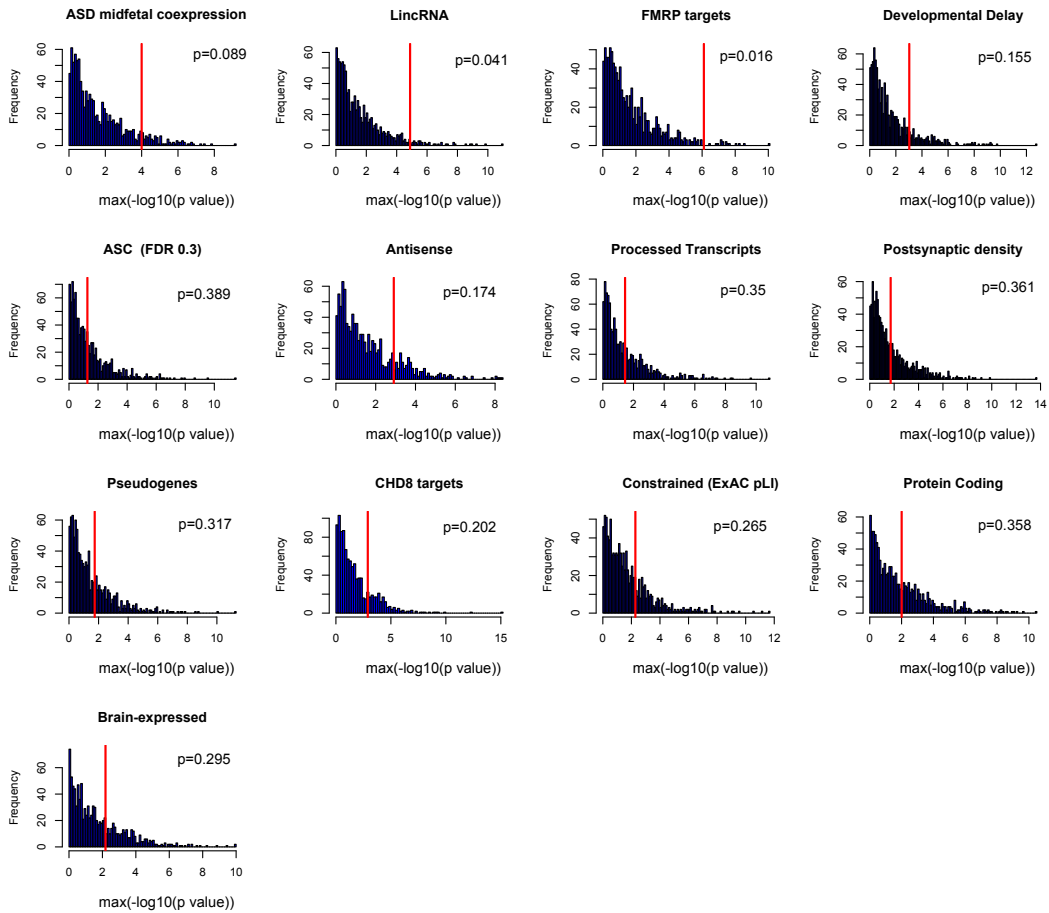 ASD midfetal coexpression
p=0.089
Frequency
0 20 40 60
0 2 4 6 8
max(-log10(p value))
LincRNA
p=0.041
Frequency
0 20 40 60
0 2 4 6 8 10
max(-log10(p value))
FMRP targets
p=0.016
Frequency
0 20 40
0 2 4 6 8 10
max(-log10(p value))
Developmental Delay
p=0.155
Frequency
0 20 40 60
0 2 4 6 8 10 12
max(-log10(p value))
ASC (FDR 0.3)
p=0.389
Frequency
0 20 40 60
0 2 4 6 8 10
max(-log10(p value))
Antisense
p=0.174
Frequency
0 20 40 60
0 2 4 6 8
max(-log10(p value))
Processed Transcripts
p=0.35
Frequency
0 20 40 60 80
0 2 4 6 8 10
max(-log10(p value))
Postsynaptic density
p=0.361
Frequency
0 20 40 60
0 2 4 6 8 10 12 14
max(-log10(p value))
Pseudogenes
p=0.317
Frequency
0 20 40 60
0 2 4 6 8 10
max(-log10(p value))
CHD8 targets
p=0.202
Frequency
0 20 40 60 80
0 5 10 15
max(-log10(p value))
Constrained (ExAC pLI)
p=0.265
Frequency
0 10 30 50
0 2 4 6 8 10 12
max(-log10(p value))
Protein Coding
p=0.358
Frequency
0 20 40 60
0 2 4 6 8 10
max(-log10(p value))
Brain-expressed
p=0.295
Frequency
0 20 40 60
0 2 4 6 8 10
max(-log10(p value))